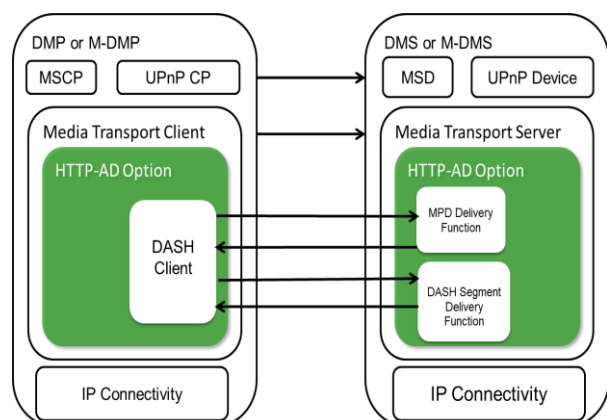 DMP or M-DMP
MSCP
UPnP CP
Media Transport Client
HTTP-AD Option
DASH
Client
IP Connectivity
DMS or M-DMS
MSD
UPnP Device
Media Transport Server
HTTP-AD Option
MPD Delivery
Function
DASH Segment
Delivery
Function
IP Connectivity